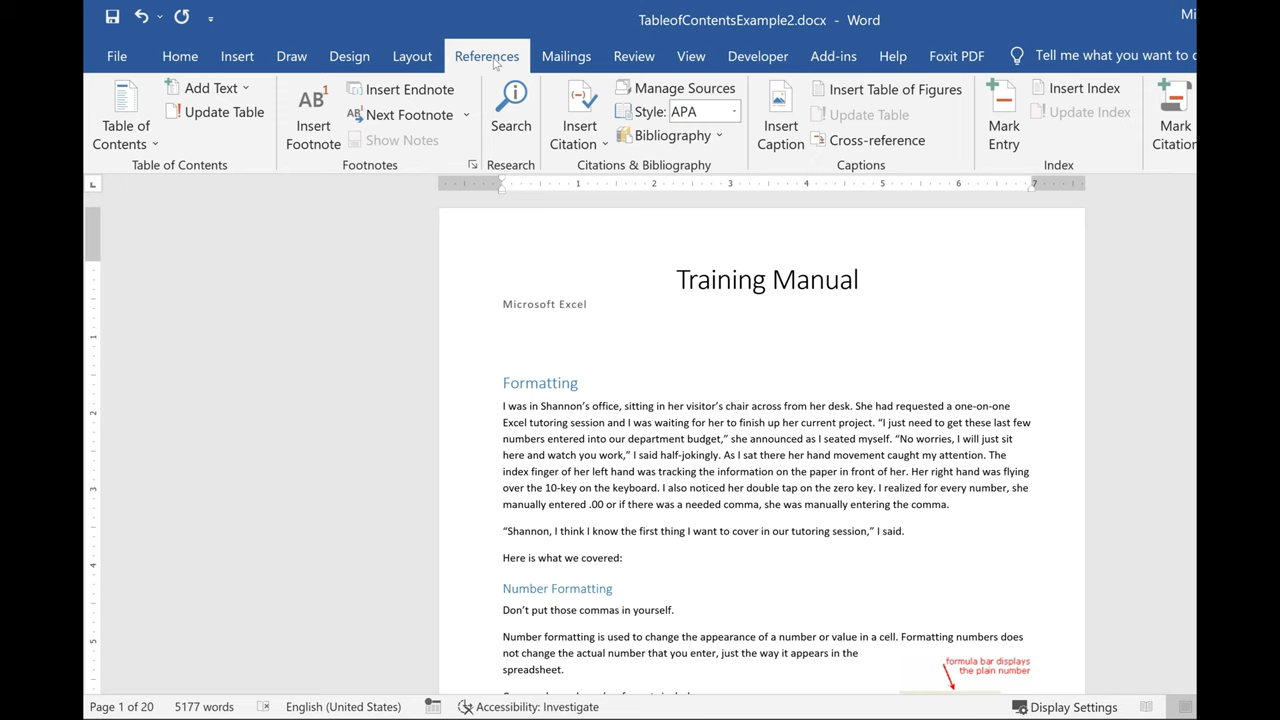 TableofContentsExample2.docx - Word
File Home Insert Draw Design Layout References Mailings Review View Developer Add-ins Help Foxit PDF Tell me what you want to
Table of Contents
Add Text
Update Table
Table of Contents
AB1
Insert Footnote
Insert Endnote
Next Footnote
Show Notes
Footnotes
Search
Research
Insert Citation
Manage Sources
Style: APA
Bibliography
Citations & Bibliography
Insert Caption
Insert Table of Figures
Update Table
Cross-reference
Captions
Mark Entry
Insert Index
Update Index
Index
Mark
1 2 3 4 5 6 7
Training Manual
Microsoft Excel
Formatting
I was in Shannon's office, sitting in her visitor's chair across from her desk. She had requested a one-on-one
Excel tutoring session and I was waiting for her to finish up her current project. "I just need to get these last few
numbers entered into our department budget," she announced as I seated myself. "No worries, I will just sit
here and watch you work," I said half-jokingly. As I sat there her hand movement caught my attention. The
index finger of her left hand was tracking the information on the paper in front of her. Her right hand was flying
over the 10-key on the keyboard. I also noticed her double tap on the zero key. I realized for every number, she
manually entered .00 or if there was a needed comma, she was manually entering the comma.
"Shannon, I think I know the first thing I want to cover in our tutoring session," I said.
Here is what we covered:
Number Formatting
Don't put those commas in yourself.
Number formatting is used to change the appearance of a number or value in a cell. Formatting numbers does
not change the actual number that you enter, just the way it appears in the
spreadsheet.
formula bar displays
the plain number
1
2
3
4
5
Page 1 of 20 5177 words English (United States) Accessibility: Investigate Display Settings